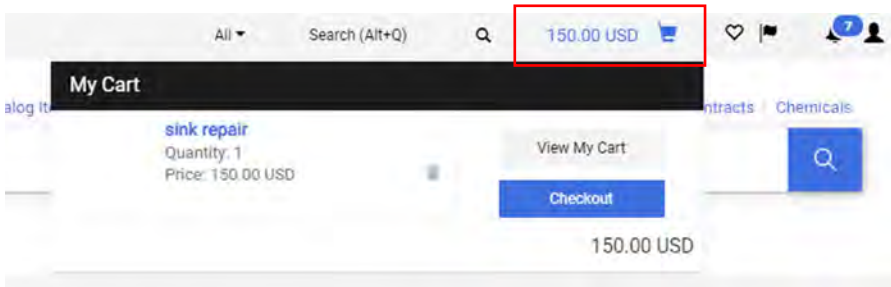 All Search (Alt+Q) 150.00 USD 7
My Cart
alog It ntracts Chemicals
sink repair
Quantity: 1 View My Cart
Price: 150.00 USD
Checkout
150.00 USD